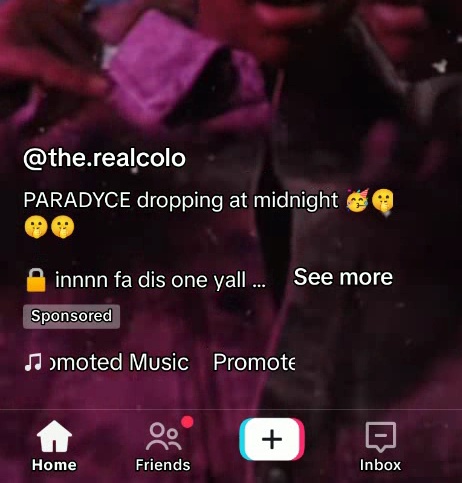 @the.realcolo
PARADYCE dropping at midnight 🥳🤫
🤫🤫
🔒 innnn fa dis one yall ... See more
Sponsored
omoted Music Promote
Home Friends Inbox